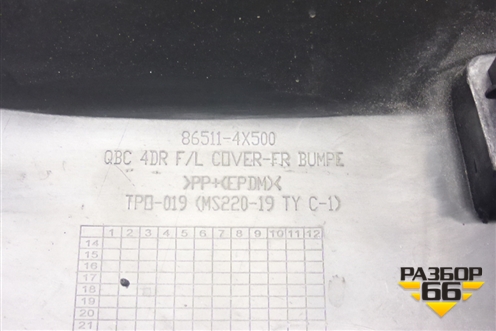 86511-4X500
QBC 4DR F/L COVER-FR BUMPE
>PP+(EPDM)<
TPO-019 (MS220-19 TY C-1)
1 2 3 4 5 6 7 8 9 10 11 12
14
15
16
17
18
19
20
21
РАЗБОР
66